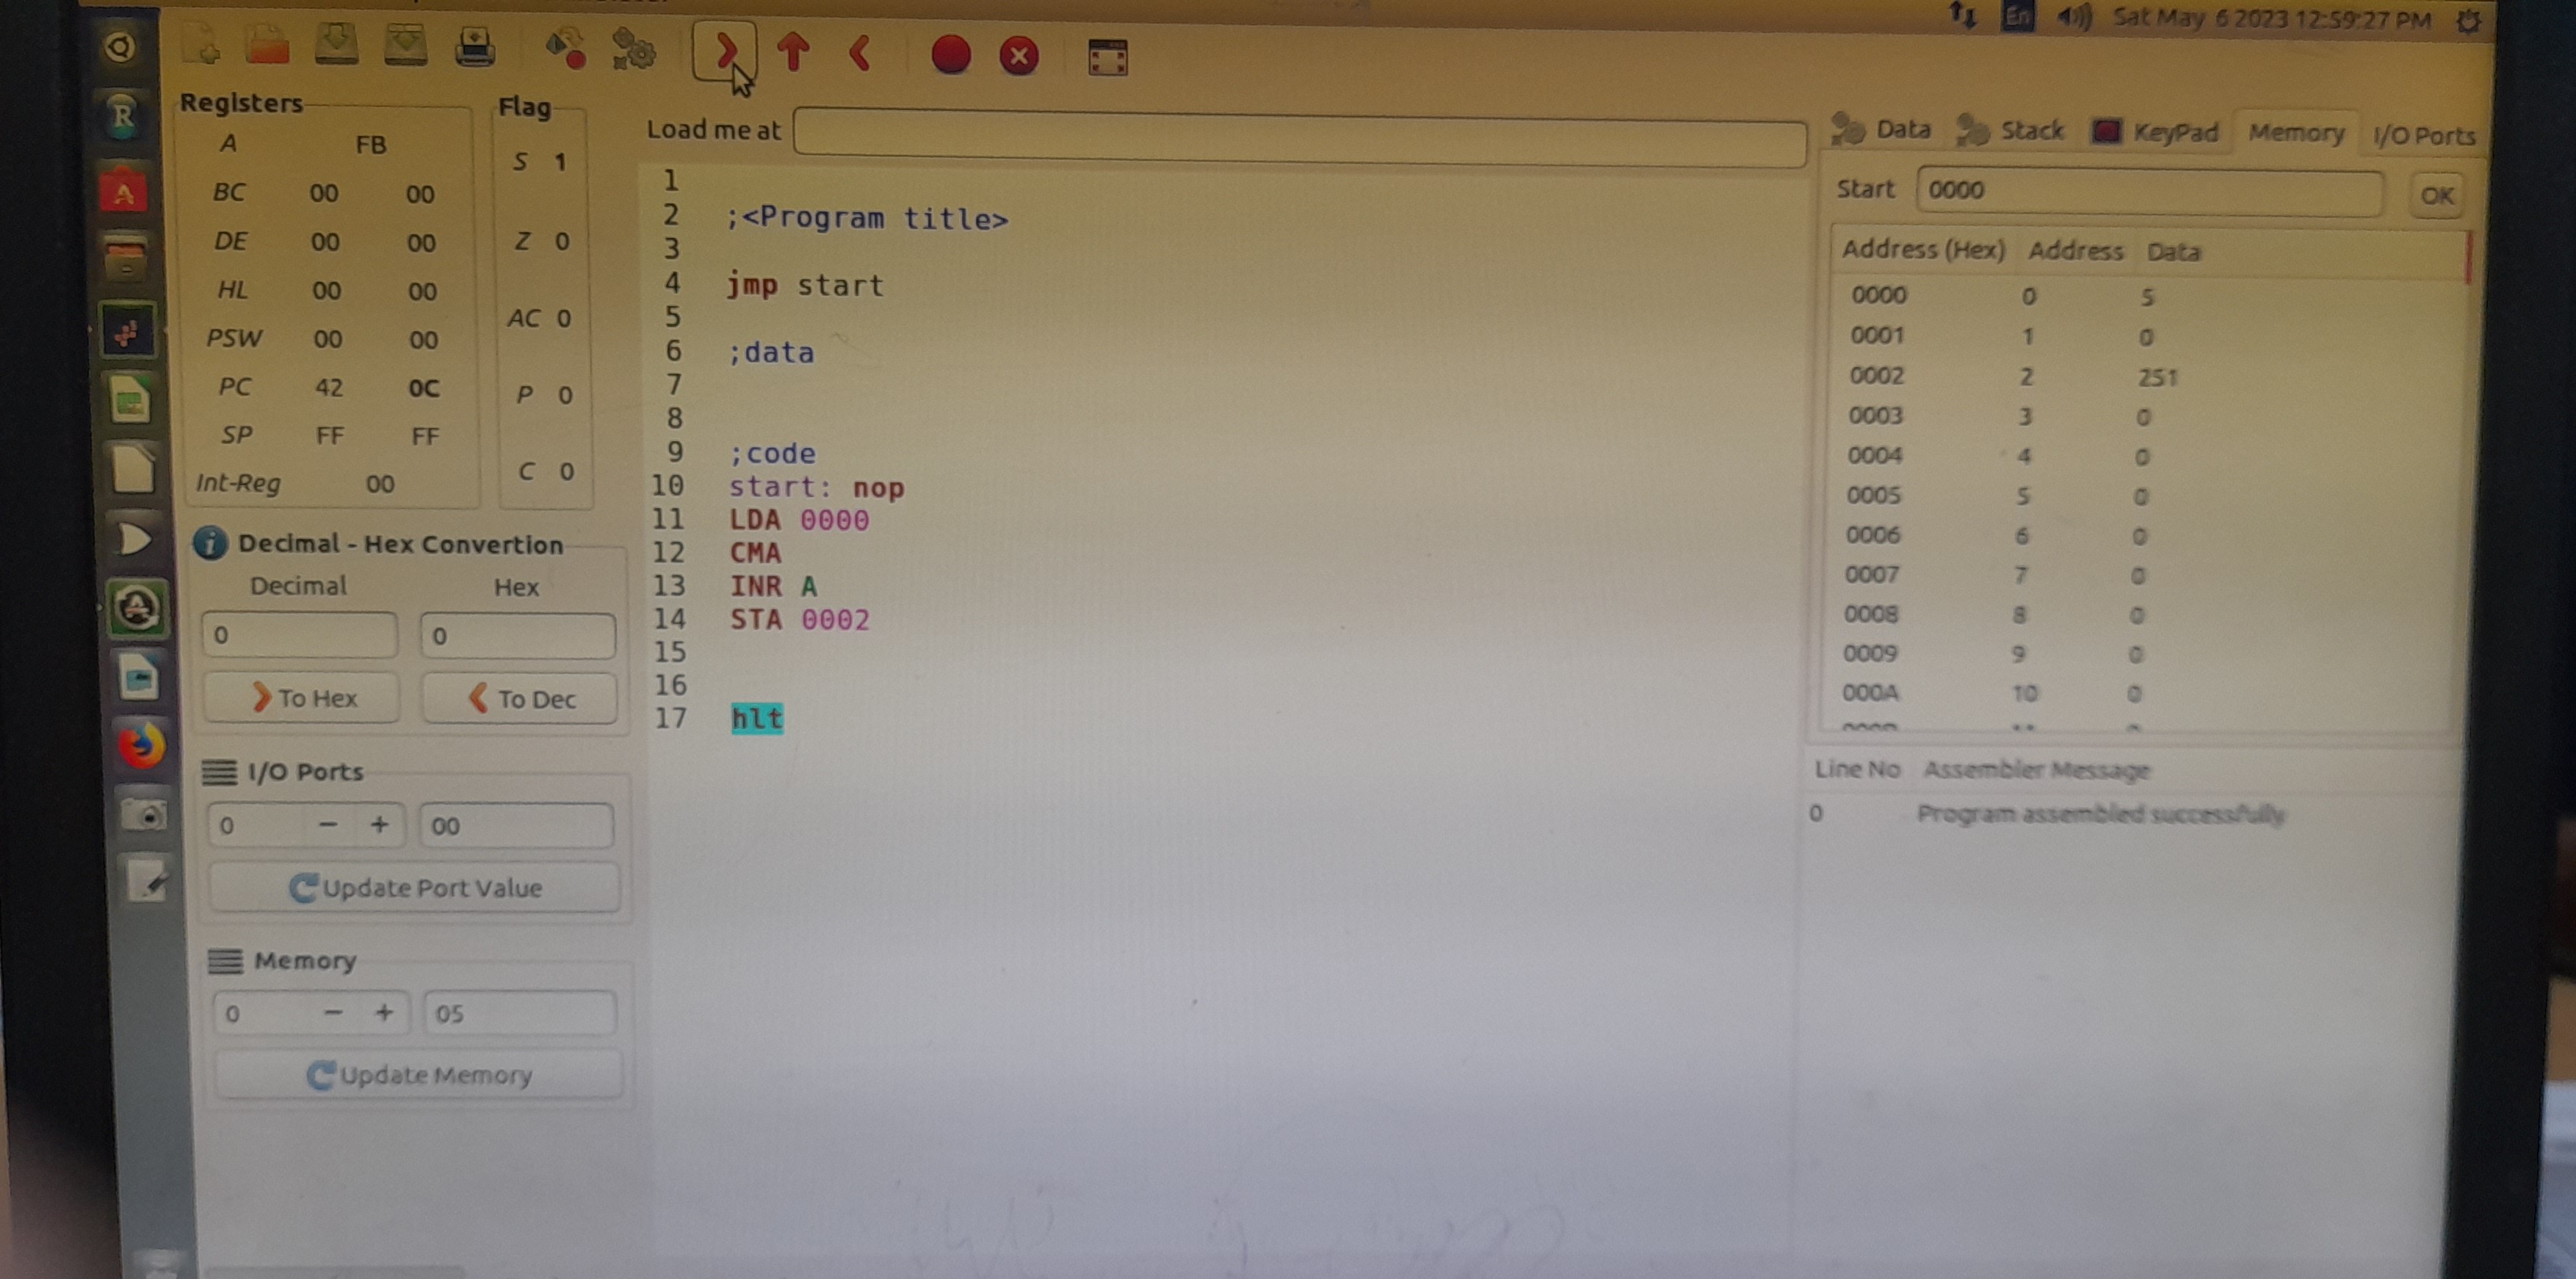 En Sat May 6 2023 12:59:27 PM
Registers
A FB
BC 00 00
DE 00 00
HL 00 00
PSW 00 00
PC 42 0C
SP FF FF
Int-Reg 00
Flag
S 1
Z 0
AC 0
P 0
C 0
Decimal - Hex Convertion
Decimal Hex
0 0
To Hex To Dec
I/O Ports
0 − + 00
Update Port Value
Memory
0 − + 05
Update Memory
Load me at
1
2 ;<Program title>
3
4 jmp start
5
6 ;data
7
8
9 ;code
10 start: nop
11 LDA 0000
12 CMA
13 INR A
14 STA 0002
15
16
17 hlt
Data Stack KeyPad Memory I/O Ports
Start 0000 OK
Address (Hex) Address Data
0000 0 5
0001 1 0
0002 2 251
0003 3 0
0004 4 0
0005 5 0
0006 6 0
0007 7 0
0008 8 0
0009 9 0
000A 10 0
Line No Assembler Message
0 Program assembled successfully